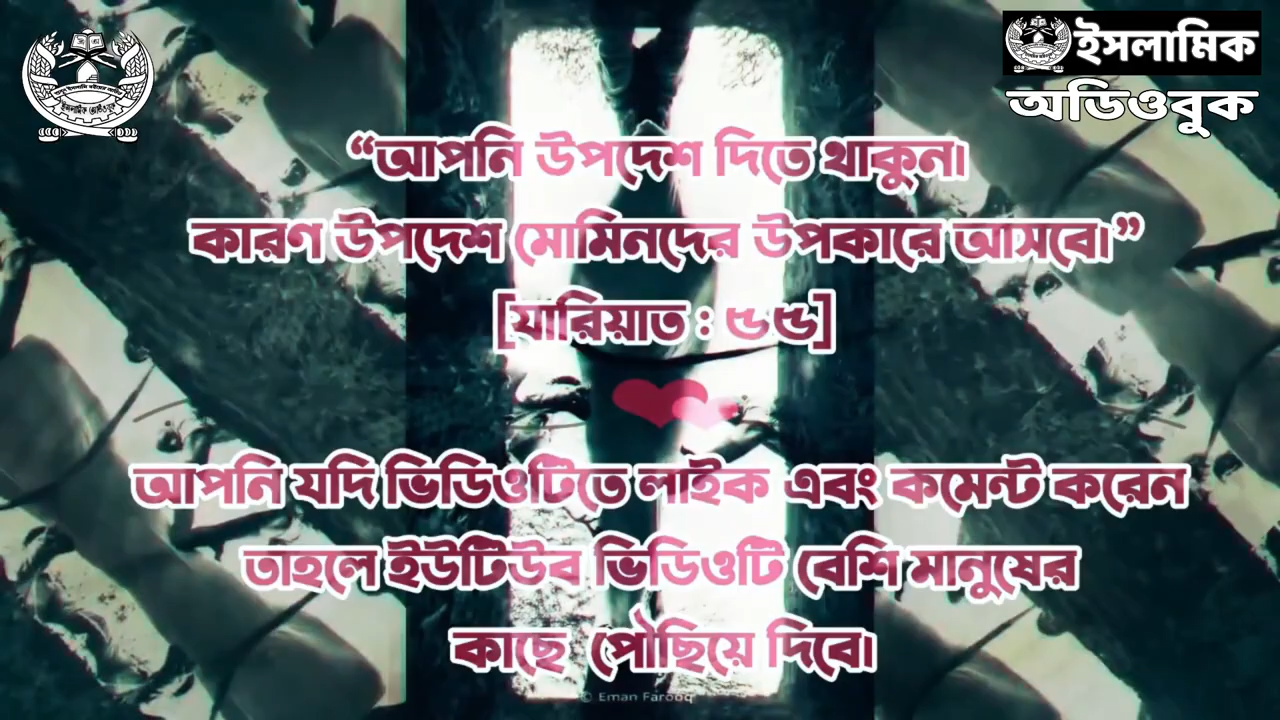 ইসলামিক
অডিওবুক
“আপনি উপদেশ দিতে থাকুন।
কারণ উপদেশ মোমিনদের উপকারে আসবে।”
[যারিয়াত : ৫৫]
আপনি যদি ভিডিওটিতে লাইক এবং কমেন্ট করেন
তাহলে ইউটিউব ভিডিওটি বেশি মানুষের
কাছে পৌছিয়ে দিবে।
© Eman Farooq